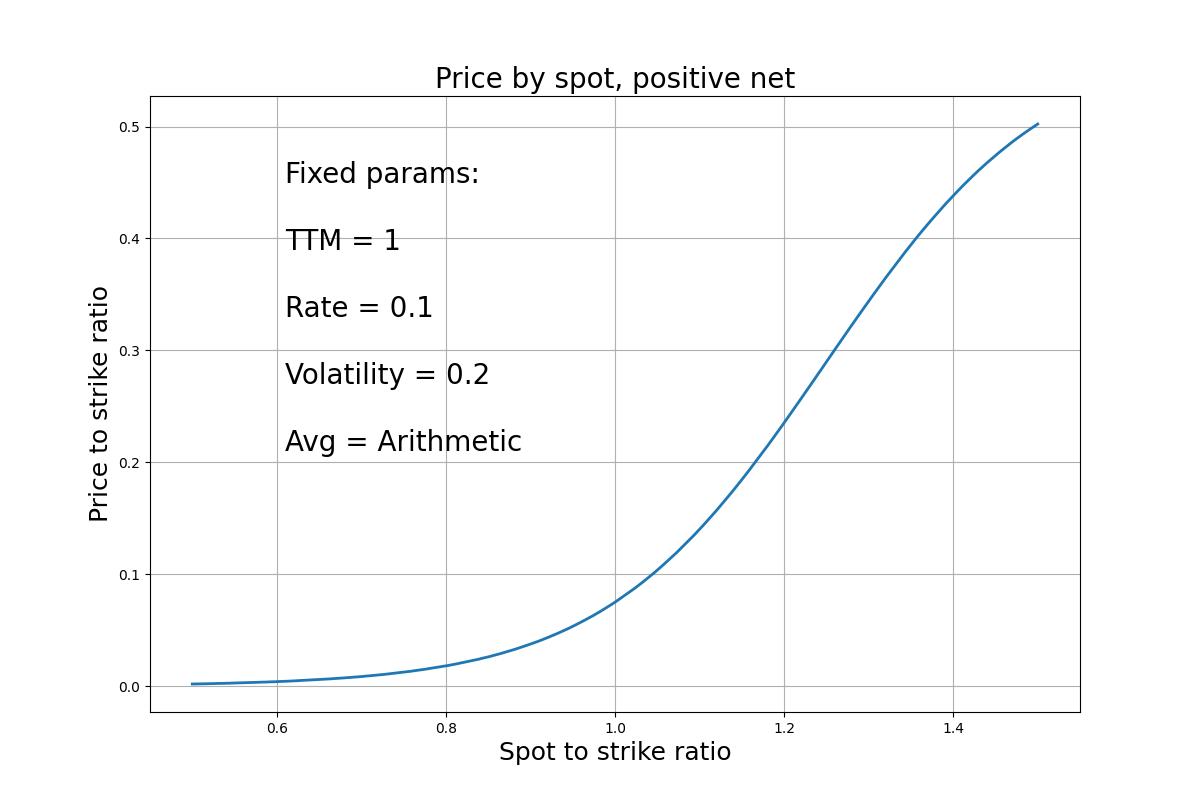 Price by spot, positive net
Price to strike ratio
0.5
0.4
0.3
0.2
0.1
0.0
Fixed params:
TTM = 1
Rate = 0.1
Volatility = 0.2
Avg = Arithmetic
0.6
0.8
1.0
1.2
1.4
Spot to strike ratio